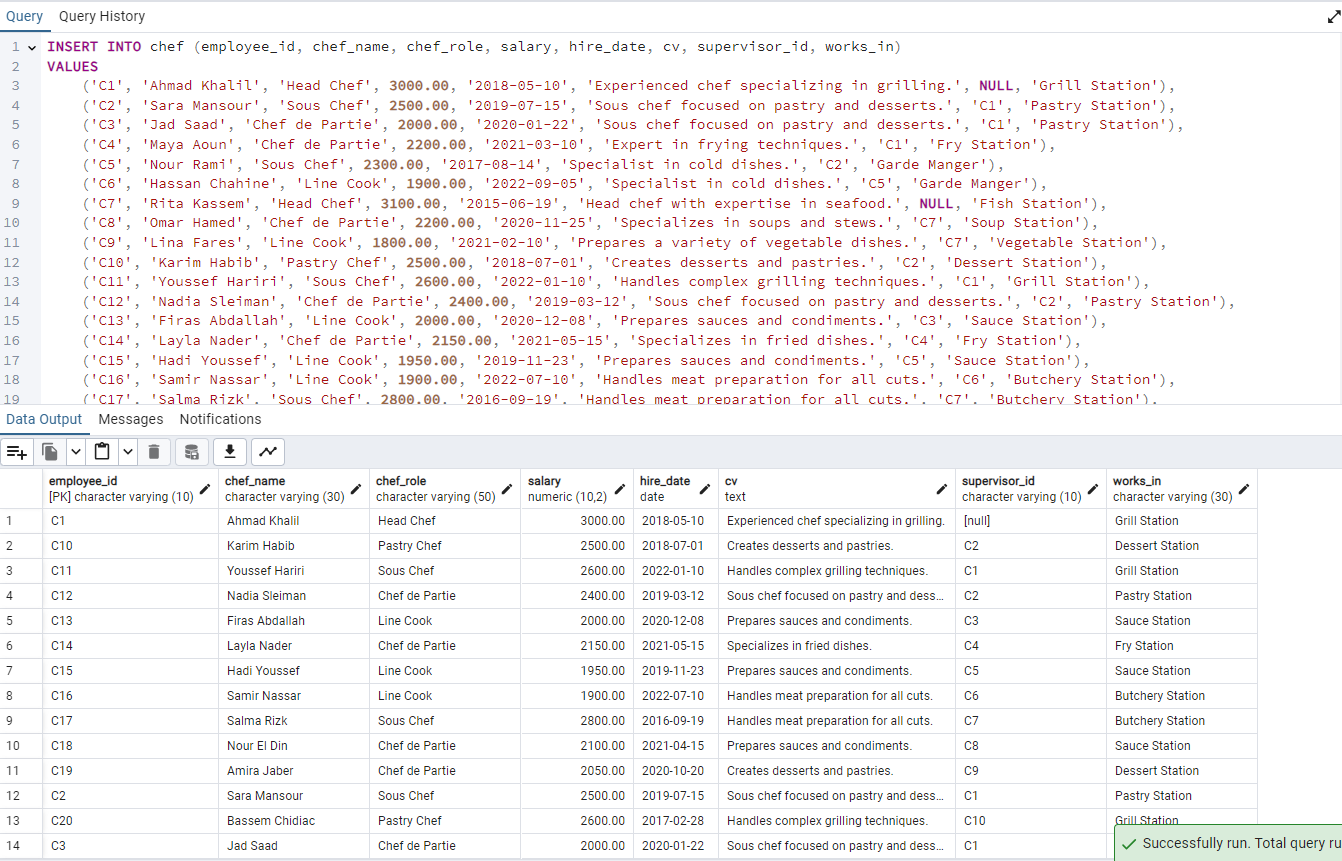 Query Query History
1 INSERT INTO chef (employee_id, chef_name, chef_role, salary, hire_date, cv, supervisor_id, works_in)
2 VALUES
3 ('C1', 'Ahmad Khalil', 'Head Chef', 3000.00, '2018-05-10', 'Experienced chef specializing in grilling.', NULL, 'Grill Station'),
4 ('C2', 'Sara Mansour', 'Sous Chef', 2500.00, '2019-07-15', 'Sous chef focused on pastry and desserts.', 'C1', 'Pastry Station'),
5 ('C3', 'Jad Saad', 'Chef de Partie', 2000.00, '2020-01-22', 'Sous chef focused on pastry and desserts.', 'C1', 'Pastry Station'),
6 ('C4', 'Maya Aoun', 'Chef de Partie', 2200.00, '2021-03-10', 'Expert in frying techniques.', 'C1', 'Fry Station'),
7 ('C5', 'Nour Rami', 'Sous Chef', 2300.00, '2017-08-14', 'Specialist in cold dishes.', 'C2', 'Garde Manger'),
8 ('C6', 'Hassan Chahine', 'Line Cook', 1900.00, '2022-09-05', 'Specialist in cold dishes.', 'C5', 'Garde Manger'),
9 ('C7', 'Rita Kassem', 'Head Chef', 3100.00, '2015-06-19', 'Head chef with expertise in seafood.', NULL, 'Fish Station'),
10 ('C8', 'Omar Hamed', 'Chef de Partie', 2200.00, '2020-11-25', 'Specializes in soups and stews.', 'C7', 'Soup Station'),
11 ('C9', 'Lina Fares', 'Line Cook', 1800.00, '2021-02-10', 'Prepares a variety of vegetable dishes.', 'C7', 'Vegetable Station'),
12 ('C10', 'Karim Habib', 'Pastry Chef', 2500.00, '2018-07-01', 'Creates desserts and pastries.', 'C2', 'Dessert Station'),
13 ('C11', 'Youssef Hariri', 'Sous Chef', 2600.00, '2022-01-10', 'Handles complex grilling techniques.', 'C1', 'Grill Station'),
14 ('C12', 'Nadia Sleiman', 'Chef de Partie', 2400.00, '2019-03-12', 'Sous chef focused on pastry and desserts.', 'C2', 'Pastry Station'),
15 ('C13', 'Firas Abdallah', 'Line Cook', 2000.00, '2020-12-08', 'Prepares sauces and condiments.', 'C3', 'Sauce Station'),
16 ('C14', 'Layla Nader', 'Chef de Partie', 2150.00, '2021-05-15', 'Specializes in fried dishes.', 'C4', 'Fry Station'),
17 ('C15', 'Hadi Youssef', 'Line Cook', 1950.00, '2019-11-23', 'Prepares sauces and condiments.', 'C5', 'Sauce Station'),
18 ('C16', 'Samir Nassar', 'Line Cook', 1900.00, '2022-07-10', 'Handles meat preparation for all cuts.', 'C6', 'Butchery Station'),
19 ('C17', 'Salma Rizk', 'Sous Chef', 2800.00, '2016-09-19', 'Handles meat preparation for all cuts.', 'C7', 'Butchery Station'),
Data Output Messages Notifications
employee_id chef_name chef_role salary hire_date cv supervisor_id works_in
[PK] character varying (10) character varying (30) character varying (50) numeric (10,2) date text character varying (10) character varying (30)
1 C1 Ahmad Khalil Head Chef 3000.00 2018-05-10 Experienced chef specializing in grilling. [null] Grill Station
2 C10 Karim Habib Pastry Chef 2500.00 2018-07-01 Creates desserts and pastries. C2 Dessert Station
3 C11 Youssef Hariri Sous Chef 2600.00 2022-01-10 Handles complex grilling techniques. C1 Grill Station
4 C12 Nadia Sleiman Chef de Partie 2400.00 2019-03-12 Sous chef focused on pastry and dess... C2 Pastry Station
5 C13 Firas Abdallah Line Cook 2000.00 2020-12-08 Prepares sauces and condiments. C3 Sauce Station
6 C14 Layla Nader Chef de Partie 2150.00 2021-05-15 Specializes in fried dishes. C4 Fry Station
7 C15 Hadi Youssef Line Cook 1950.00 2019-11-23 Prepares sauces and condiments. C5 Sauce Station
8 C16 Samir Nassar Line Cook 1900.00 2022-07-10 Handles meat preparation for all cuts. C6 Butchery Station
9 C17 Salma Rizk Sous Chef 2800.00 2016-09-19 Handles meat preparation for all cuts. C7 Butchery Station
10 C18 Nour El Din Chef de Partie 2100.00 2021-04-15 Prepares sauces and condiments. C8 Sauce Station
11 C19 Amira Jaber Chef de Partie 2050.00 2020-10-20 Creates desserts and pastries. C9 Dessert Station
12 C2 Sara Mansour Sous Chef 2500.00 2019-07-15 Sous chef focused on pastry and dess... C1 Pastry Station
13 C20 Bassem Chidiac Pastry Chef 2600.00 2017-02-28 Handles complex grilling techniques. C10 Grill Station
14 C3 Jad Saad Chef de Partie 2000.00 2020-01-22 Sous chef focused on pastry and dess... C1
Successfully run. Total query ru